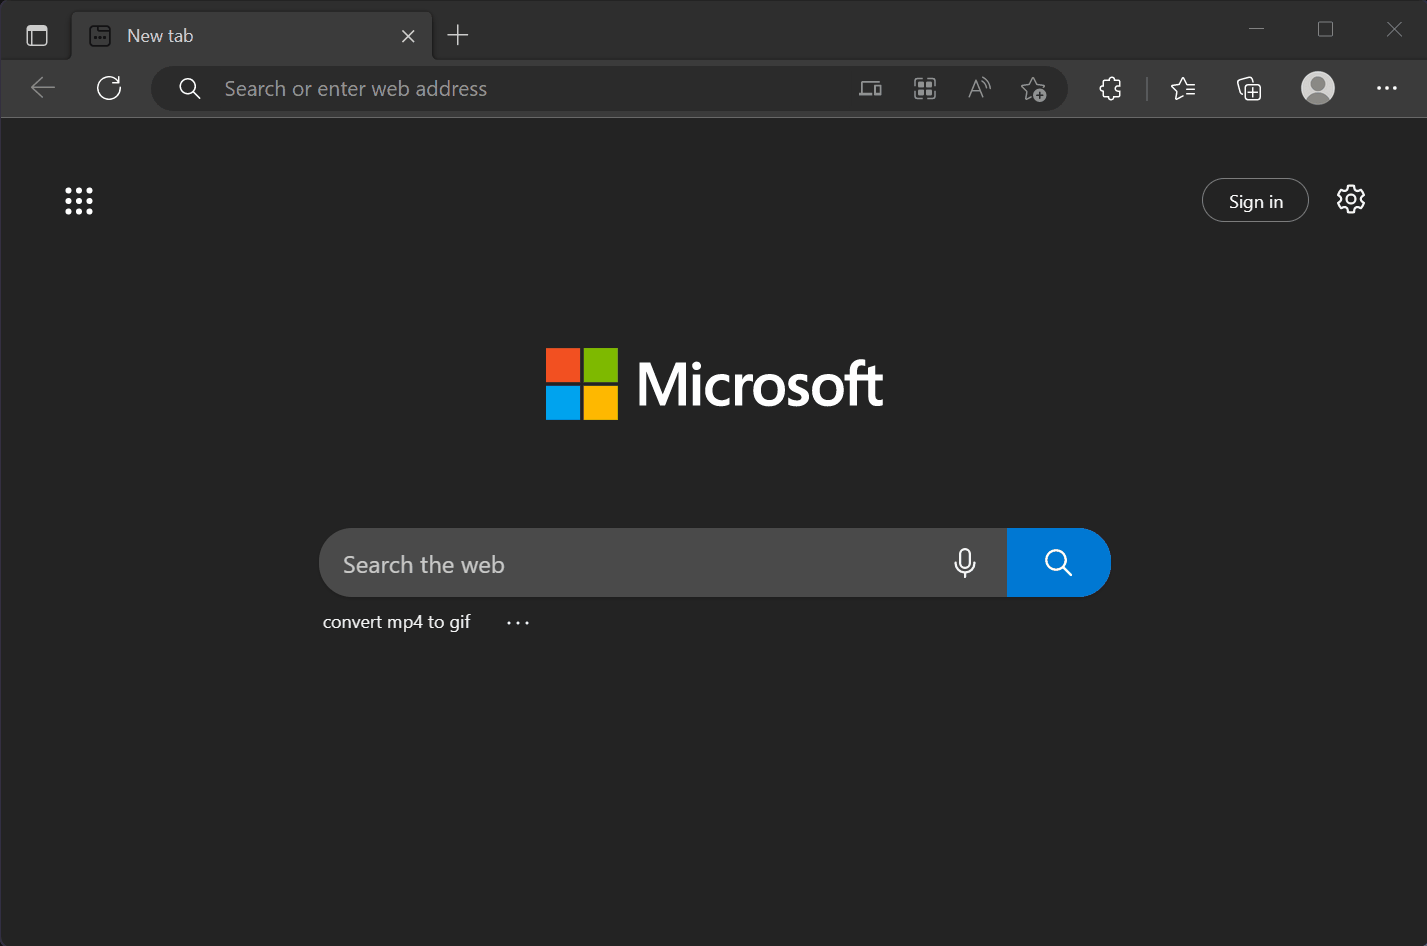 New tab
Search or enter web address
Sign in
Microsoft
Search the web
convert mp4 to gif